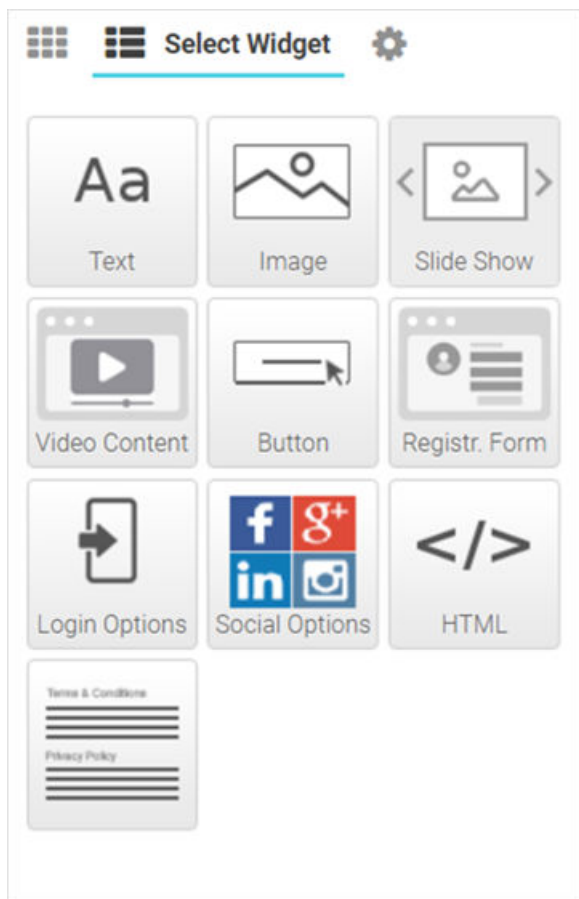 Select Widget
Aa
Text
Image
Slide Show
Video Content
Button
Registr. Form
Login Options
f g+
in
Social Options
</>
HTML
Terms & Conditions
Privacy Policy